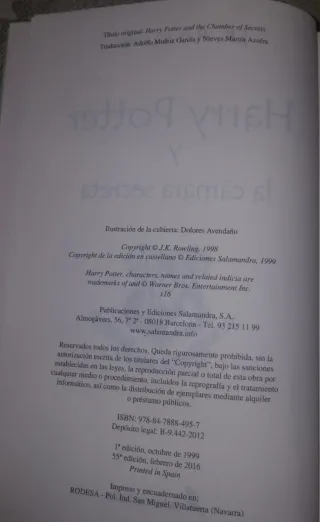 Título original: Harry Potter and the Chamber of Secrets
Traducción: Adolfo Muñoz García y Nieves Martín Azofra
Harry Potter
y
la cámara secreta
Ilustración de la cubierta: Dolores Avendaño
Copyright © J.K. Rowling, 1998
Copyright de la edición en castellano © Ediciones Salamandra, 1999
Harry Potter, characters, names and related indicia are
trademarks of and © Warner Bros. Entertainment Inc.
s16
Publicaciones y Ediciones Salamandra, S.A.
Almogàvers, 56, 7º 2ª - 08018 Barcelona - Tel. 93 215 11 99
www.salamandra.info
Reservados todos los derechos. Queda rigurosamente prohibida, sin la
autorización escrita de los titulares del "Copyright", bajo las sanciones
establecidas en las leyes, la reproducción parcial o total de esta obra por
cualquier medio o procedimiento, incluidos la reprografía y el tratamiento
informático, así como la distribución de ejemplares mediante alquiler
o préstamo públicos.
ISBN: 978-84-7888-495-7
Depósito legal: B-9.442-2012
1ª edición, octubre de 1999
55ª edición, febrero de 2016
Printed in Spain
Impreso y encuadernado en:
RODESA - Pol. Ind. San Miguel. Villatuerta (Navarra)